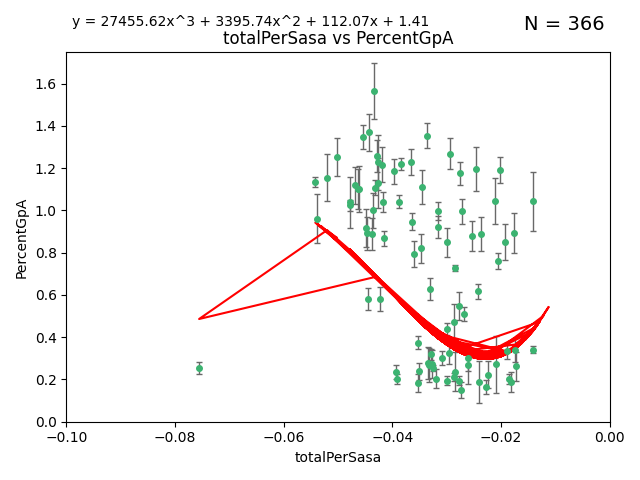 y = 27455.62x^3 + 3395.74x^2 + 112.07x + 1.41
N = 366
totalPerSasa vs PercentGpA
1.6
1.4
1.2
1.0
0.8
0.6
0.4
0.2
0.0
PercentGpA
−0.10 −0.08 −0.06 −0.04 −0.02 0.00
totalPerSasa